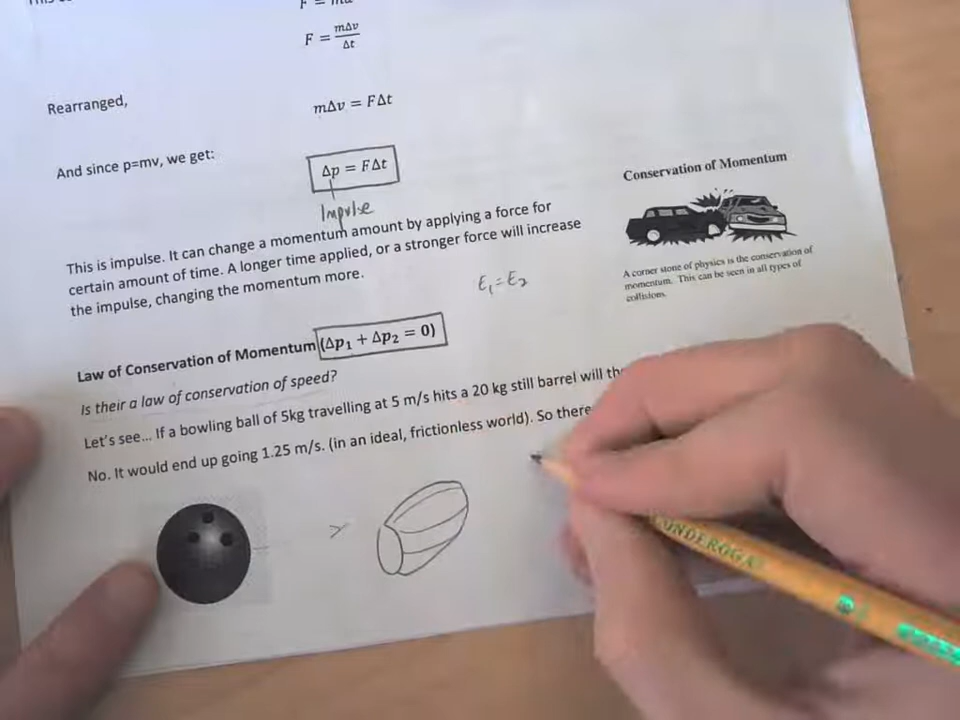 F = mΔv/Δt
Rearranged,
mΔv = FΔt
And since p=mv, we get:
Δp = FΔt
Impulse
This is impulse. It can change a momentum amount by applying a force for
certain amount of time. A longer time applied, or a stronger force will increase
the impulse, changing the momentum more.
E₁=E₂
Conservation of Momentum
A corner stone of physics is the conservation of
momentum. This can be seen in all types of
collisions.
Law of Conservation of Momentum (Δp₁ + Δp₂ = 0)
Is their a law of conservation of speed?
Let's see... If a bowling ball of 5kg travelling at 5 m/s hits a 20 kg still barrel will
No. It would end up going 1.25 m/s. (in an ideal, frictionless world). So there
TICONDEROGA